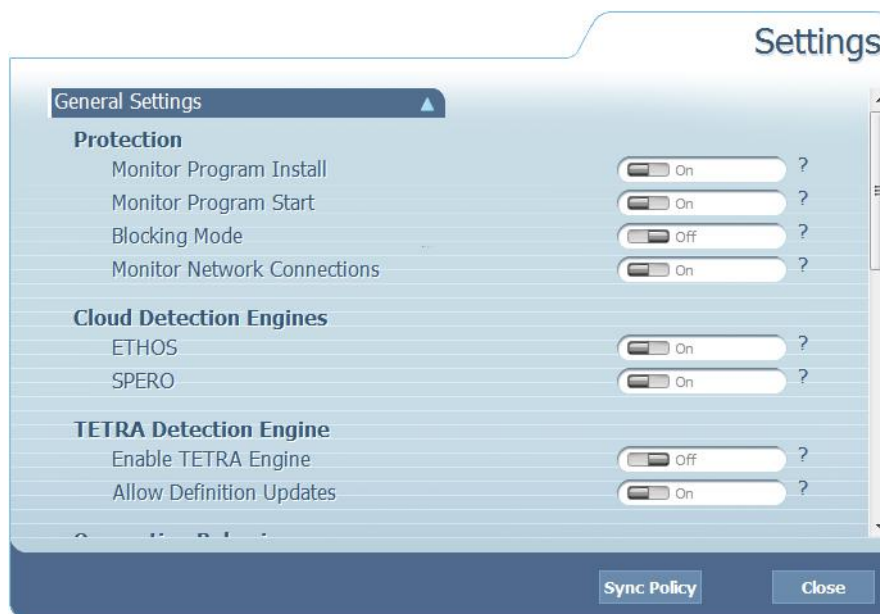 Settings
General Settings
Protection
Monitor Program Install On ?
Monitor Program Start On ?
Blocking Mode Off ?
Monitor Network Connections On ?
Cloud Detection Engines
ETHOS On ?
SPERO On ?
TETRA Detection Engine
Enable TETRA Engine Off ?
Allow Definition Updates On ?
Sync Policy Close